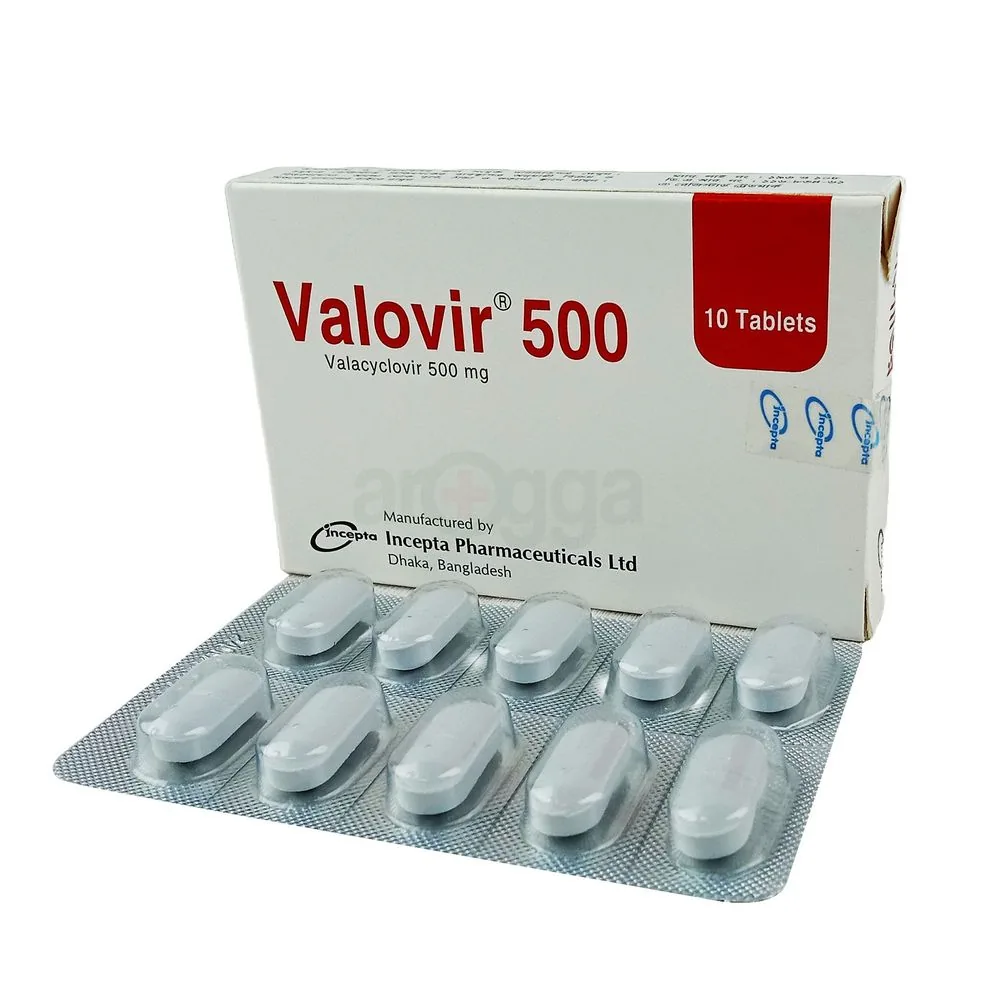 Valovir® 500
Valacyclovir 500 mg
10 Tablets
incepta
incepta
incepta
arogga
Manufactured by
incepta
Incepta Pharmaceuticals Ltd
Dhaka, Bangladesh